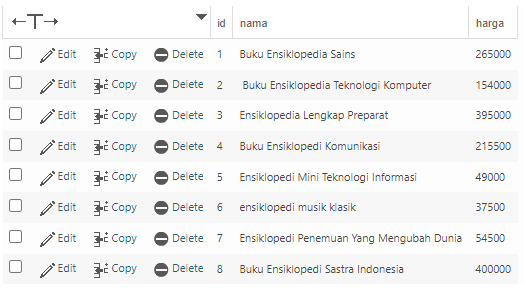 ←T→ id nama harga
Edit Copy Delete 1 Buku Ensiklopedia Sains 265000
Edit Copy Delete 2 Buku Ensiklopedia Teknologi Komputer 154000
Edit Copy Delete 3 Ensiklopedia Lengkap Preparat 395000
Edit Copy Delete 4 Buku Ensiklopedi Komunikasi 215500
Edit Copy Delete 5 Ensiklopedi Mini Teknologi Informasi 49000
Edit Copy Delete 6 ensiklopedi musik klasik 37500
Edit Copy Delete 7 Ensiklopedi Penemuan Yang Mengubah Dunia 54500
Edit Copy Delete 8 Buku Ensiklopedi Sastra Indonesia 400000